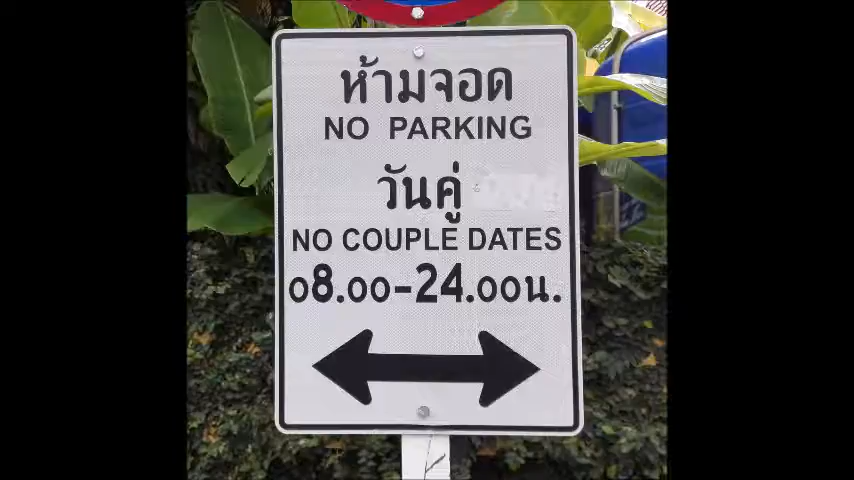 ห้ามจอด
NO PARKING
วันคู่
NO COUPLE DATES
08.00-24.00น.